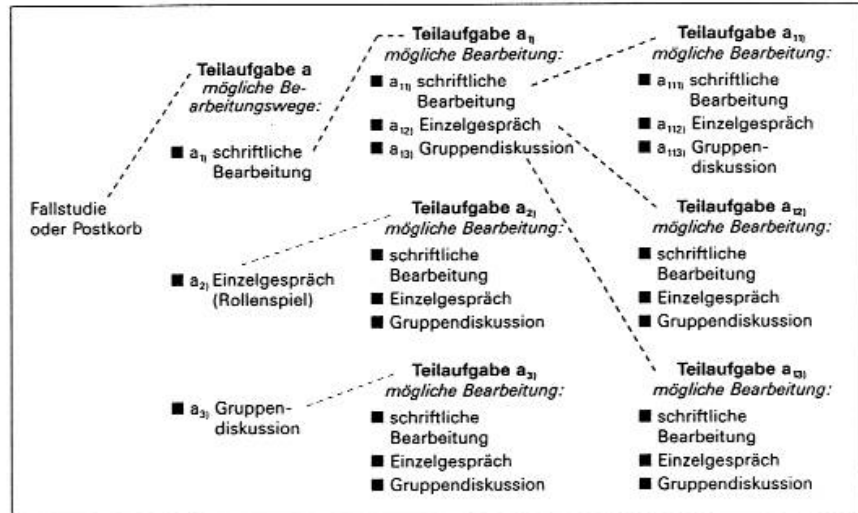 Fallstudie
oder Postkorb
Teilaufgabe a
mögliche Be-
arbeitungswege:
■ a₁₎ schriftliche
Bearbeitung
■ a₂₎ Einzelgespräch
(Rollenspiel)
■ a₃₎ Gruppen-
diskussion
Teilaufgabe a₁₎
mögliche Bearbeitung:
■ a₁₁₎ schriftliche
Bearbeitung
■ a₁₂₎ Einzelgespräch
■ a₁₃₎ Gruppendiskussion
Teilaufgabe a₂₎
mögliche Bearbeitung:
■ schriftliche
Bearbeitung
■ Einzelgespräch
■ Gruppendiskussion
Teilaufgabe a₃₎
mögliche Bearbeitung:
■ schriftliche
Bearbeitung
■ Einzelgespräch
■ Gruppendiskussion
Teilaufgabe a₁₁₎
mögliche Bearbeitung:
■ a₁₁₁₎ schriftliche
Bearbeitung
■ a₁₁₂₎ Einzelgespräch
■ a₁₁₃₎ Gruppen-
diskussion
Teilaufgabe a₁₂₎
mögliche Bearbeitung:
■ schriftliche
Bearbeitung
■ Einzelgespräch
■ Gruppendiskussion
Teilaufgabe a₁₃₎
mögliche Bearbeitung:
■ schriftliche
Bearbeitung
■ Einzelgespräch
■ Gruppendiskussion